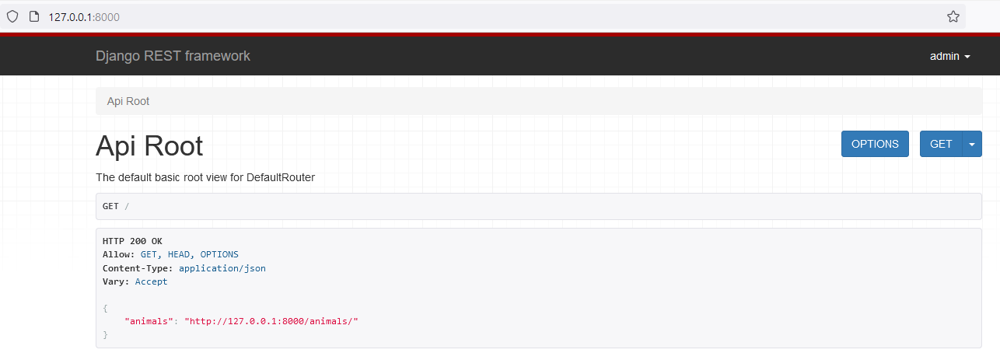 127.0.0.1:8000
Django REST framework
admin
Api Root
Api Root
OPTIONS
GET
The default basic root view for DefaultRouter
GET /
HTTP 200 OK
Allow: GET, HEAD, OPTIONS
Content-Type: application/json
Vary: Accept
{
    "animals": "http://127.0.0.1:8000/animals/"
}